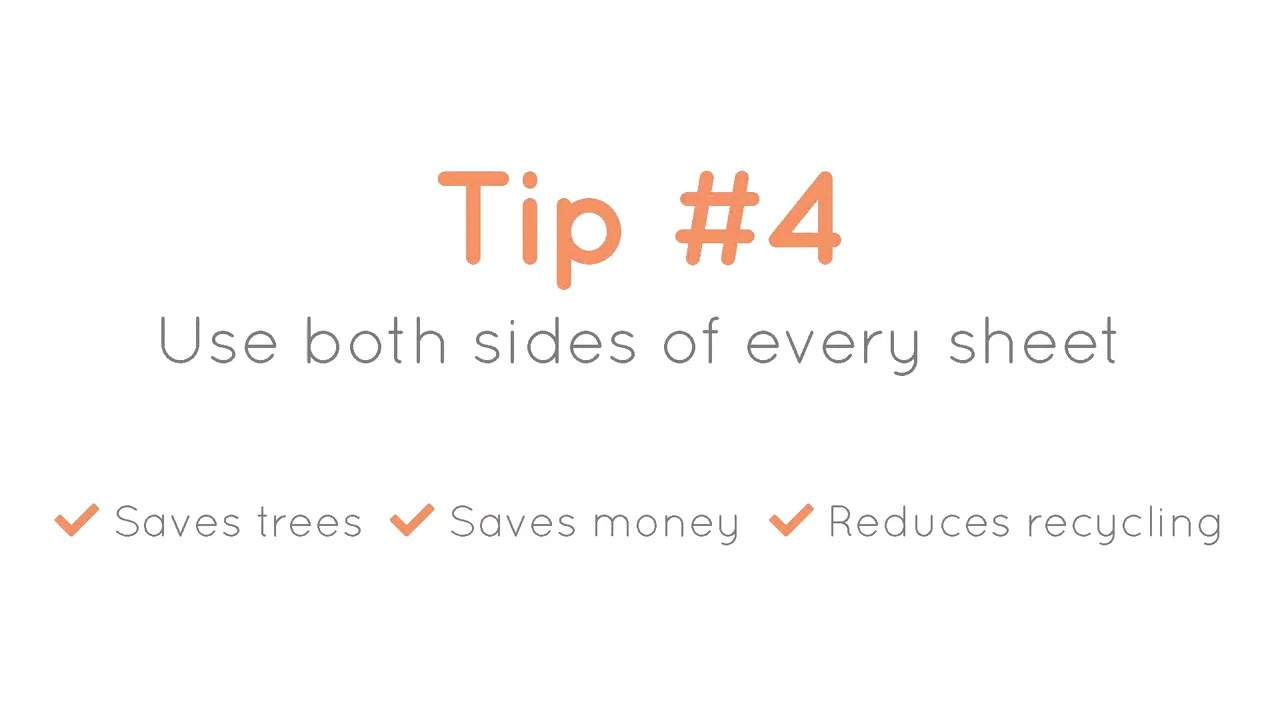 Tip #4
Use both sides of every sheet
✔ Saves trees ✔ Saves money ✔ Reduces recycling